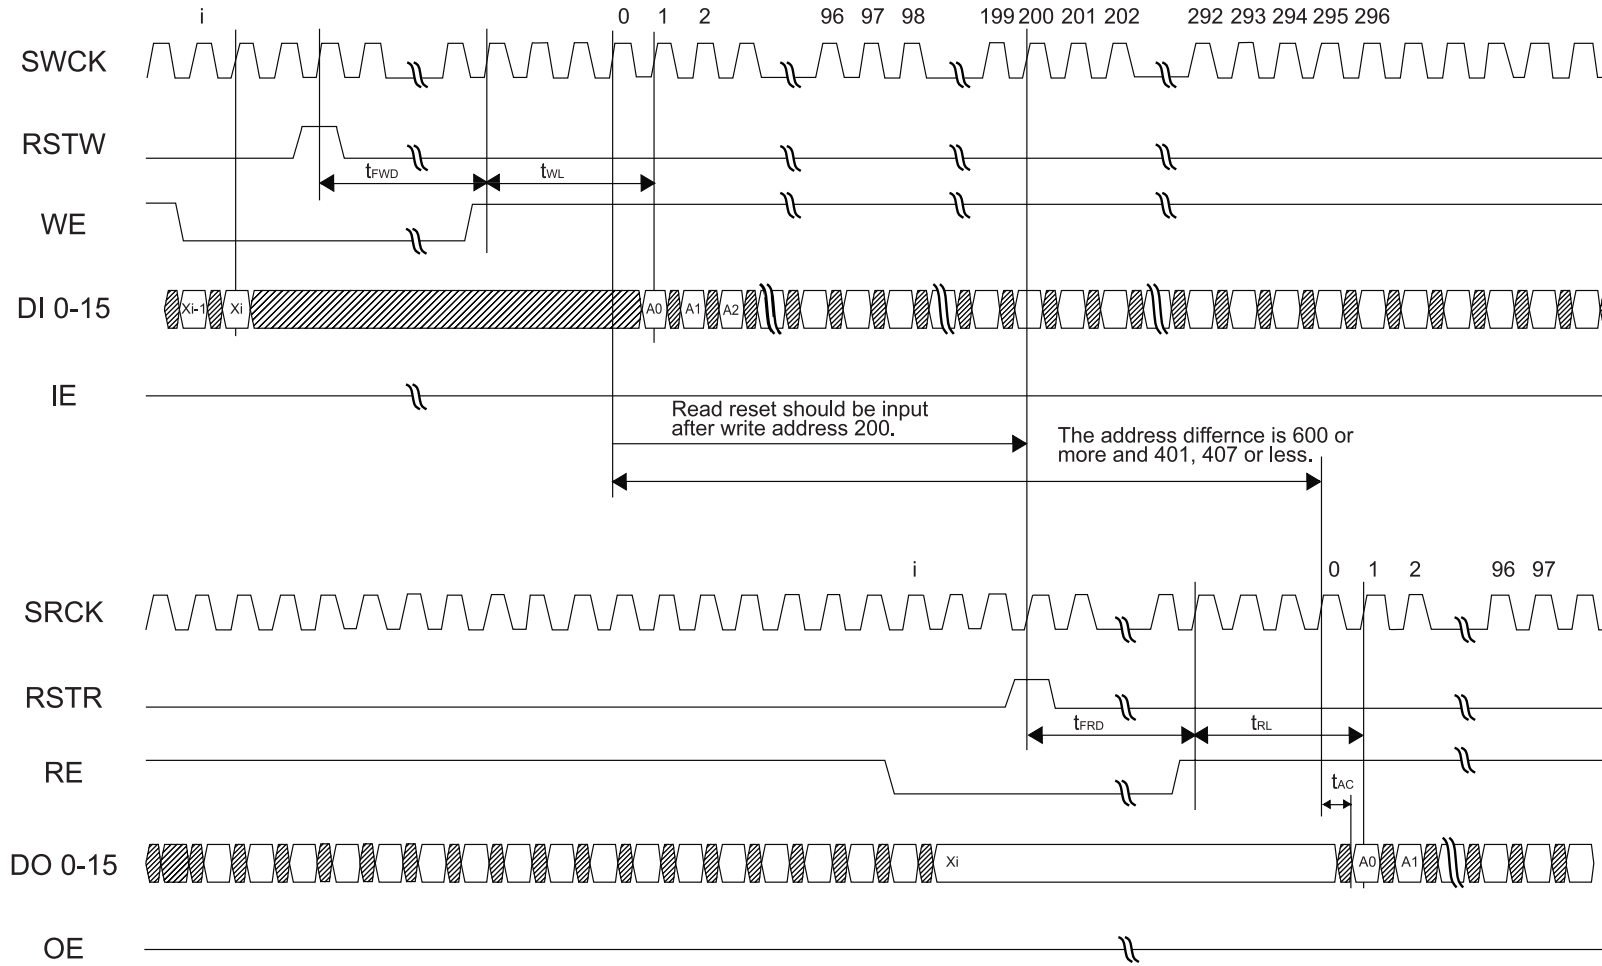 i 0 1 2 96 97 98 199 200 201 202 292 293 294 295 296
SWCK
RSTW
tFWD tWL
WE
DI 0-15 Xi-1 Xi A0 A1 A2
IE
Read reset should be input
after write address 200.
The address differnce is 600 or
more and 401, 407 or less.
i 0 1 2 96 97
SRCK
RSTR
tFRD tRL
RE
tAC
DO 0-15 Xi A0 A1
OE